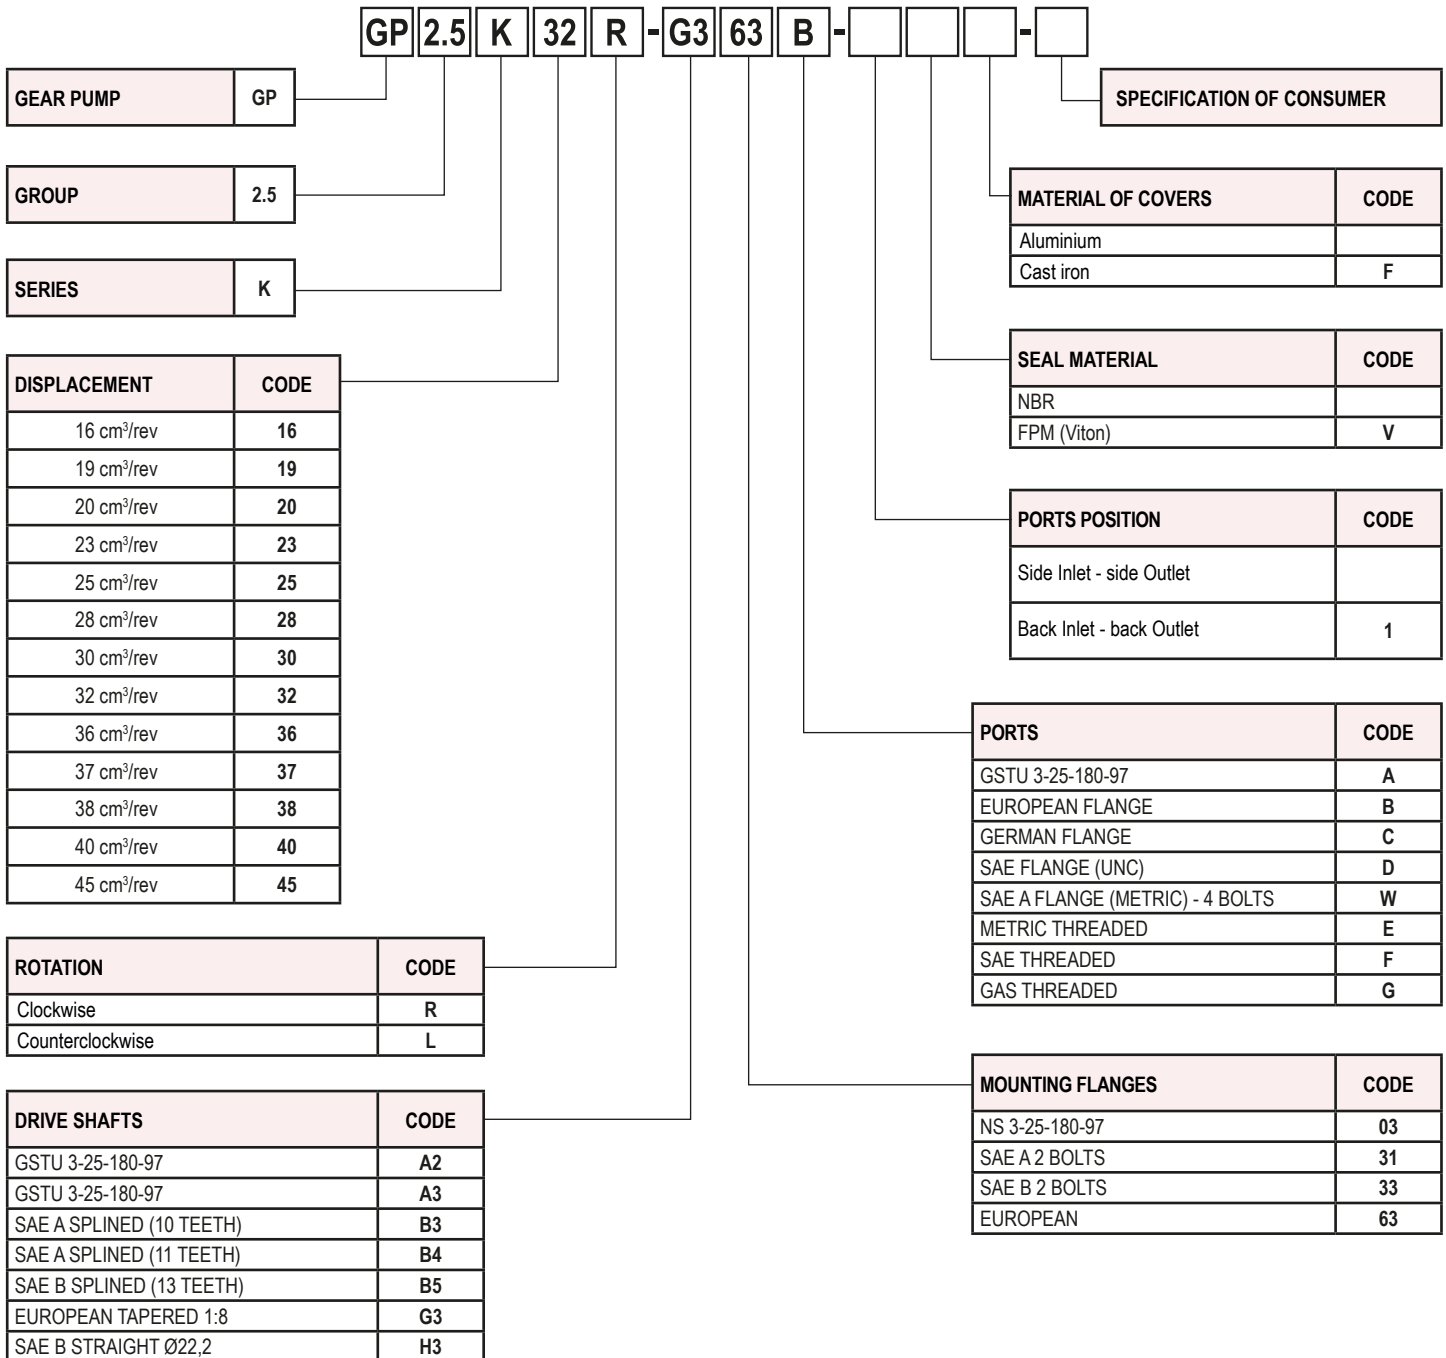 GP 2.5 K 32 R - G3 63 B - -
GEAR PUMP GP
SPECIFICATION OF CONSUMER
GROUP 2.5
SERIES K
DISPLACEMENT CODE
16 cm³/rev 16
19 cm³/rev 19
20 cm³/rev 20
23 cm³/rev 23
25 cm³/rev 25
28 cm³/rev 28
30 cm³/rev 30
32 cm³/rev 32
36 cm³/rev 36
37 cm³/rev 37
38 cm³/rev 38
40 cm³/rev 40
45 cm³/rev 45
ROTATION CODE
Clockwise R
Counterclockwise L
DRIVE SHAFTS CODE
GSTU 3-25-180-97 A2
GSTU 3-25-180-97 A3
SAE A SPLINED (10 TEETH) B3
SAE A SPLINED (11 TEETH) B4
SAE B SPLINED (13 TEETH) B5
EUROPEAN TAPERED 1:8 G3
SAE B STRAIGHT Ø22,2 H3
MATERIAL OF COVERS CODE
Aluminium
Cast iron F
SEAL MATERIAL CODE
NBR
FPM (Viton) V
PORTS POSITION CODE
Side Inlet - side Outlet
Back Inlet - back Outlet 1
PORTS CODE
GSTU 3-25-180-97 A
EUROPEAN FLANGE B
GERMAN FLANGE C
SAE FLANGE (UNC) D
SAE A FLANGE (METRIC) - 4 BOLTS W
METRIC THREADED E
SAE THREADED F
GAS THREADED G
MOUNTING FLANGES CODE
NS 3-25-180-97 03
SAE A 2 BOLTS 31
SAE B 2 BOLTS 33
EUROPEAN 63